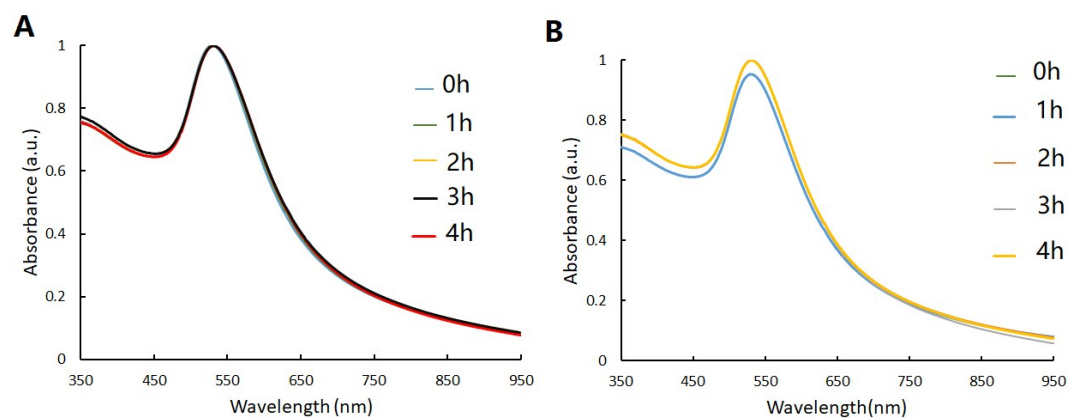 A
Absorbance (a.u.)
1
0.8
0.6
0.4
0.2
0
350 450 550 650 750 850 950
Wavelength (nm)
0h
1h
2h
3h
4h
B
Absorbance (a.u.)
1
0.8
0.6
0.4
0.2
0
350 450 550 650 750 850 950
Wavelength(nm)
0h
1h
2h
3h
4h